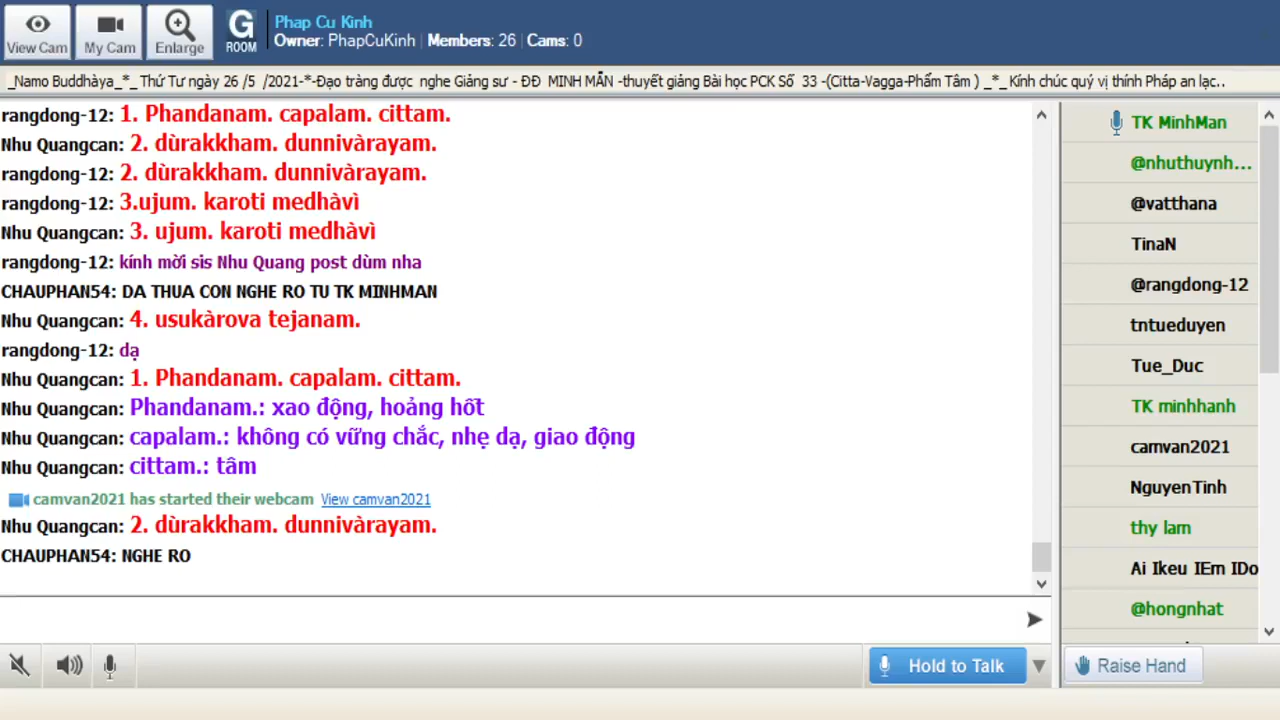 View Cam
My Cam
Enlarge
G
ROOM
Phap Cu Kinh
Owner: PhapCuKinh | Members: 26 | Cams: 0
_Namo Buddhàya_*_ Thứ Tư ngày 26 /5 /2021-*-Đạo tràng được nghe Giảng sư - ĐĐ MINH MẪN -thuyết giảng Bài học PCK Số 33 -(Citta-Vagga-Phẩm Tâm ) _*_Kính chúc quý vị thính Pháp an lạc..
rangdong-12: 1. Phandanam. capalam. cittam.
Nhu Quangcan: 2. dùrakkham. dunnivàrayam.
rangdong-12: 2. dùrakkham. dunnivàrayam.
rangdong-12: 3.ujum. karoti medhàvì
Nhu Quangcan: 3. ujum. karoti medhàvì
rangdong-12: kính mời sis Nhu Quang post dùm nha
CHAUPHAN54: DA THUA CON NGHE RO TU TK MINHMAN
Nhu Quangcan: 4. usukàrova tejanam.
rangdong-12: dạ
Nhu Quangcan: 1. Phandanam. capalam. cittam.
Nhu Quangcan: Phandanam.: xao động, hoảng hốt
Nhu Quangcan: capalam.: không có vững chắc, nhẹ dạ, giao động
Nhu Quangcan: cittam.: tâm
camvan2021 has started their webcam View camvan2021
Nhu Quangcan: 2. dùrakkham. dunnivàrayam.
CHAUPHAN54: NGHE RO
TK MinhMan
@nhuthuynh...
@vatthana
TinaN
@rangdong-12
tntueduyen
Tue_Duc
TK minhhanh
camvan2021
NguyenTinh
thy lam
Ai Ikeu IEm IDo
@hongnhat
Hold to Talk
Raise Hand